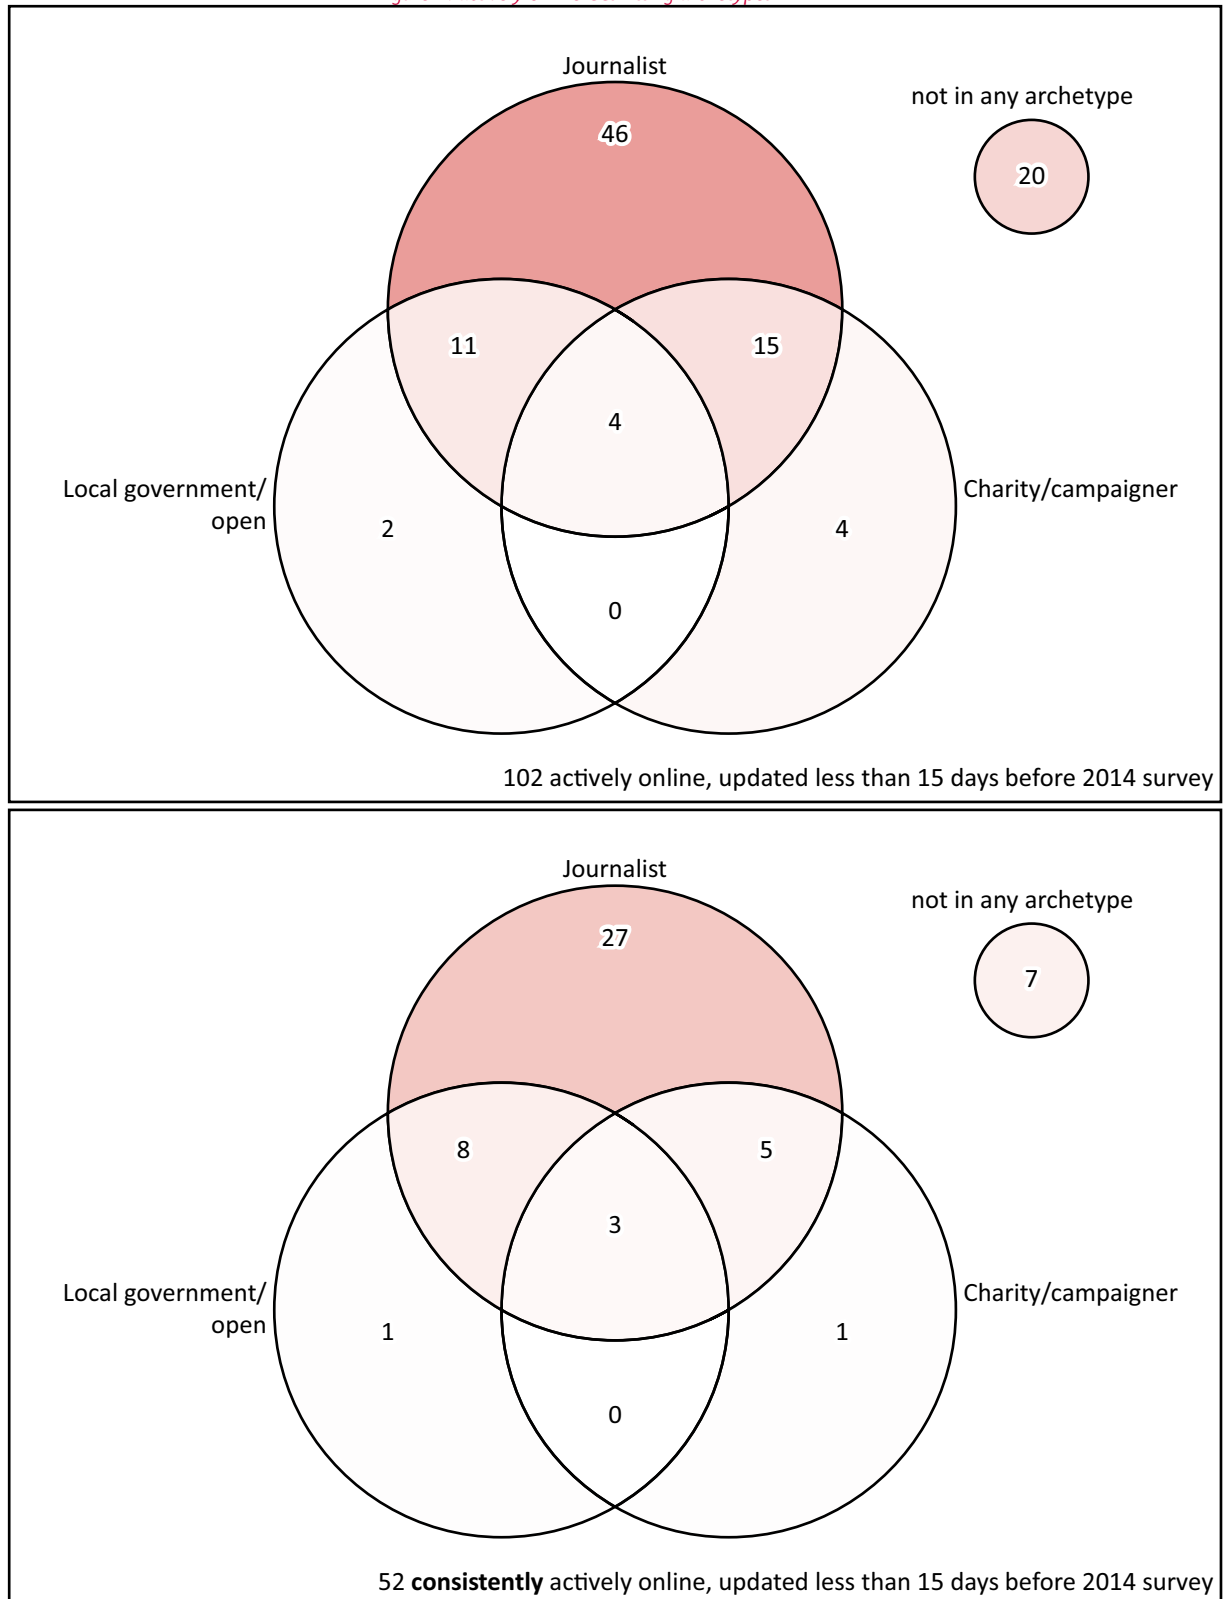 Journalist
not in any archetype
46
20
11
15
4
Local government/
open
Charity/campaigner
2
4
0
102 actively online, updated less than 15 days before 2014 survey
Journalist
not in any archetype
27
7
8
5
3
Local government/
open
Charity/campaigner
1
1
0
52 consistently actively online, updated less than 15 days before 2014 survey